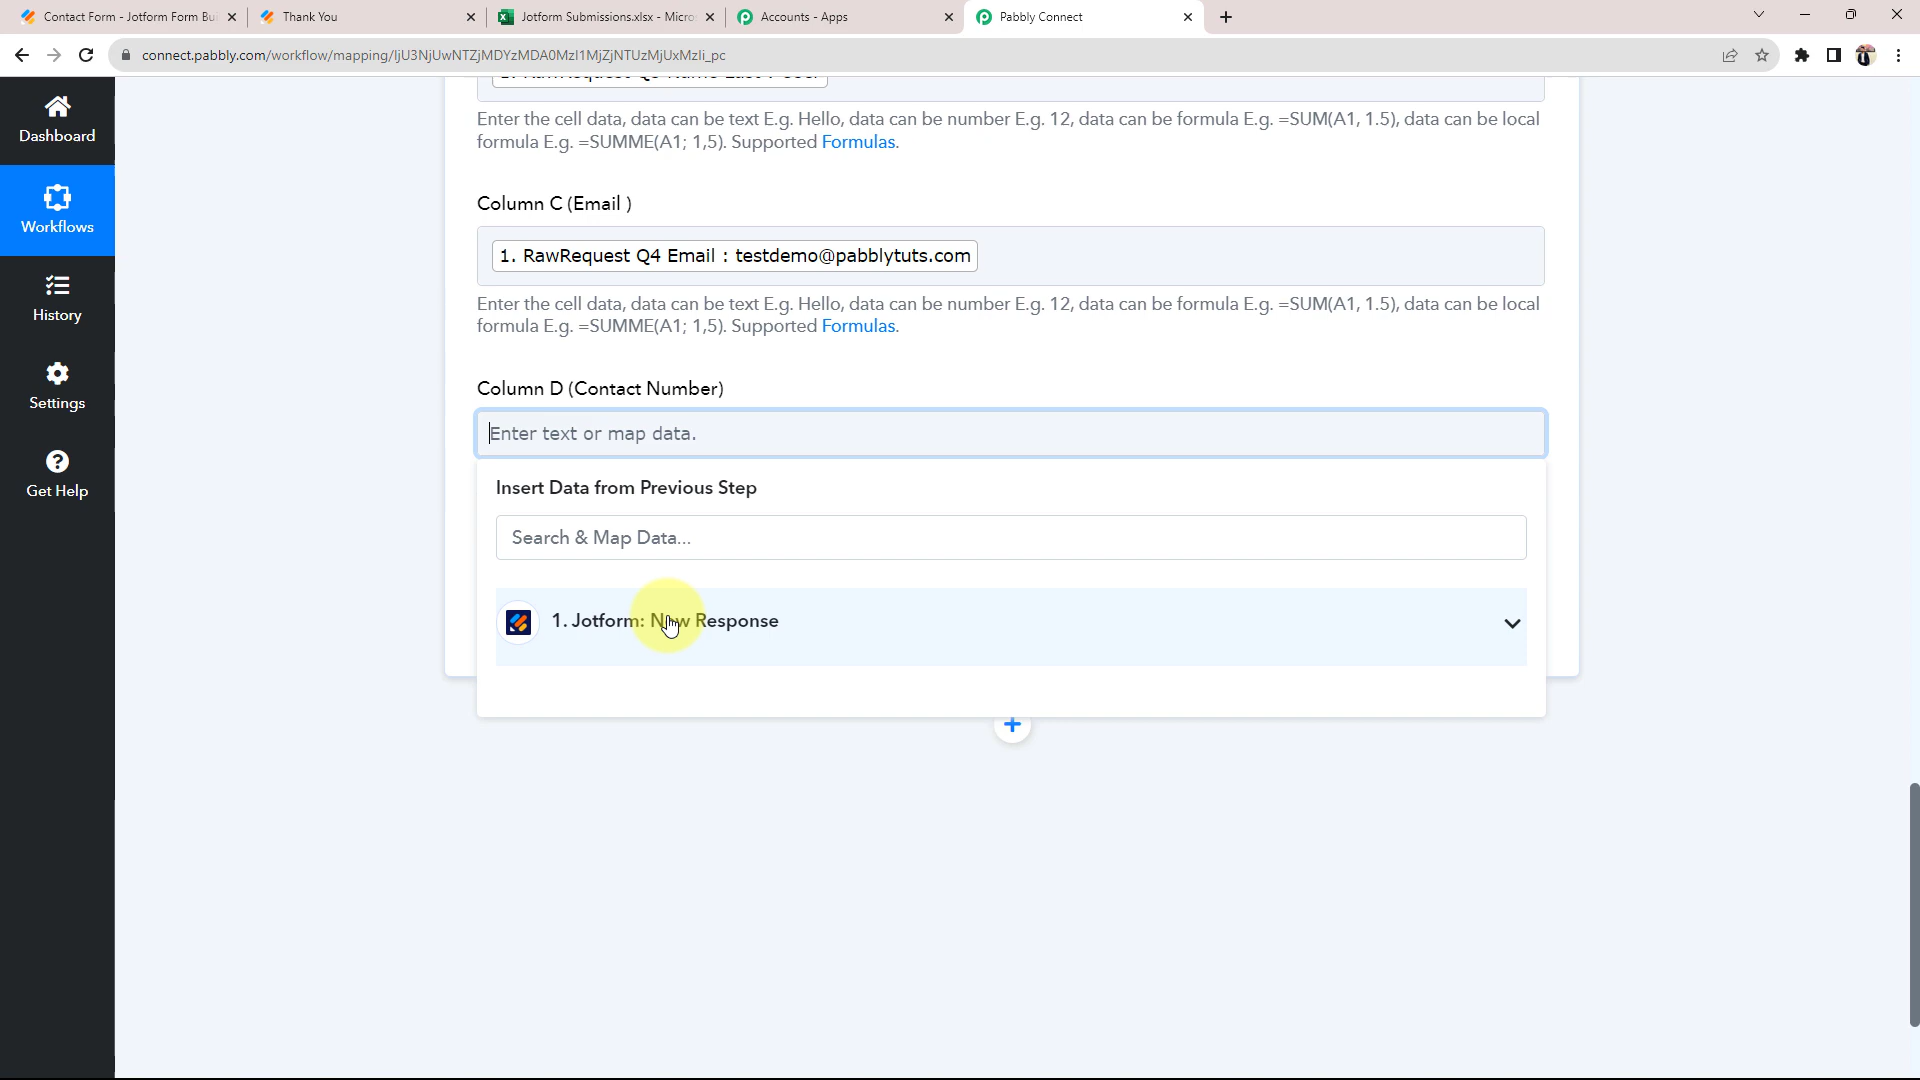 Contact Form - Jotform Form Bu
Thank You
Jotform Submissions.xlsx - Micro
Accounts - Apps
Pabbly Connect
connect.pabbly.com/workflow/mapping/IjU3NjUwNTZjMDYzMDA0MzI1MjZjNTUzMjUxMzIi_pc
Dashboard
Workflows
History
Settings
Get Help
Enter the cell data, data can be text E.g. Hello, data can be number E.g. 12, data can be formula E.g. =SUM(A1, 1.5), data can be local
formula E.g. =SUMME(A1; 1,5). Supported Formulas.
Column C (Email )
1. RawRequest Q4 Email : testdemo@pabblytuts.com
Enter the cell data, data can be text E.g. Hello, data can be number E.g. 12, data can be formula E.g. =SUM(A1, 1.5), data can be local
formula E.g. =SUMME(A1; 1,5). Supported Formulas.
Column D (Contact Number)
Enter text or map data.
Insert Data from Previous Step
Search & Map Data...
1. Jotform: New Response